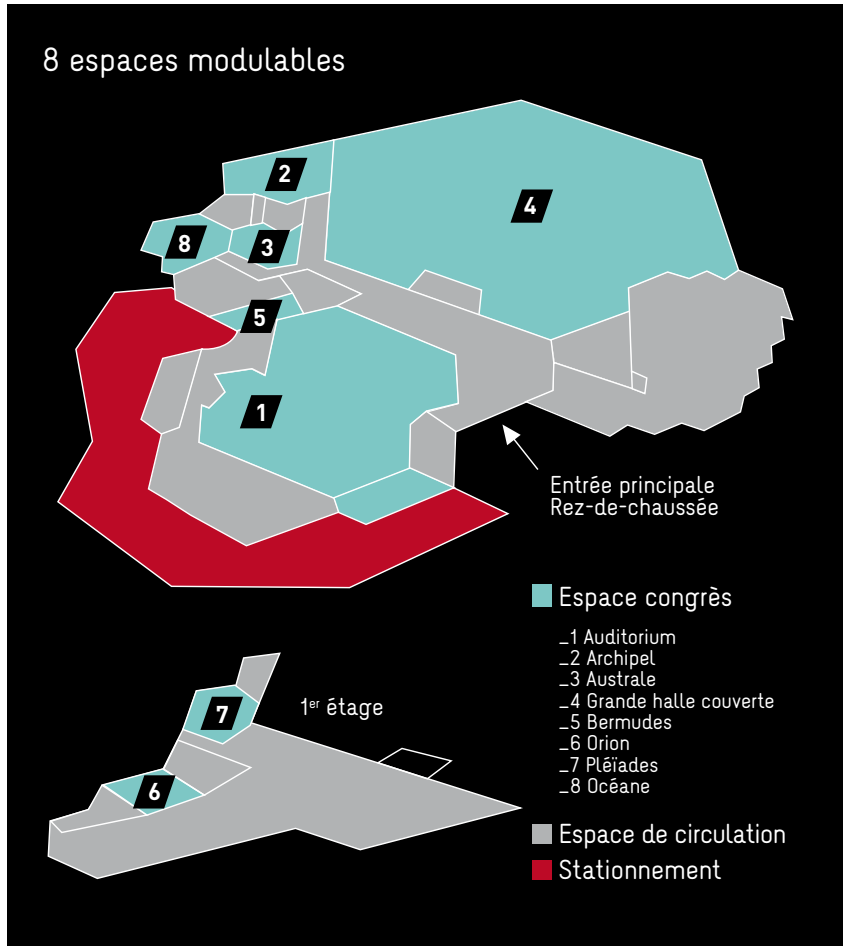 8 espaces modulables
2
4
8
3
5
1
Entrée principale
Rez-de-chaussée
Espace congrès
_1 Auditorium
_2 Archipel
_3 Australe
_4 Grande halle couverte
_5 Bermudes
_6 Orion
_7 Pléïades
_8 Océane
1er étage
7
6
Espace de circulation
Stationnement